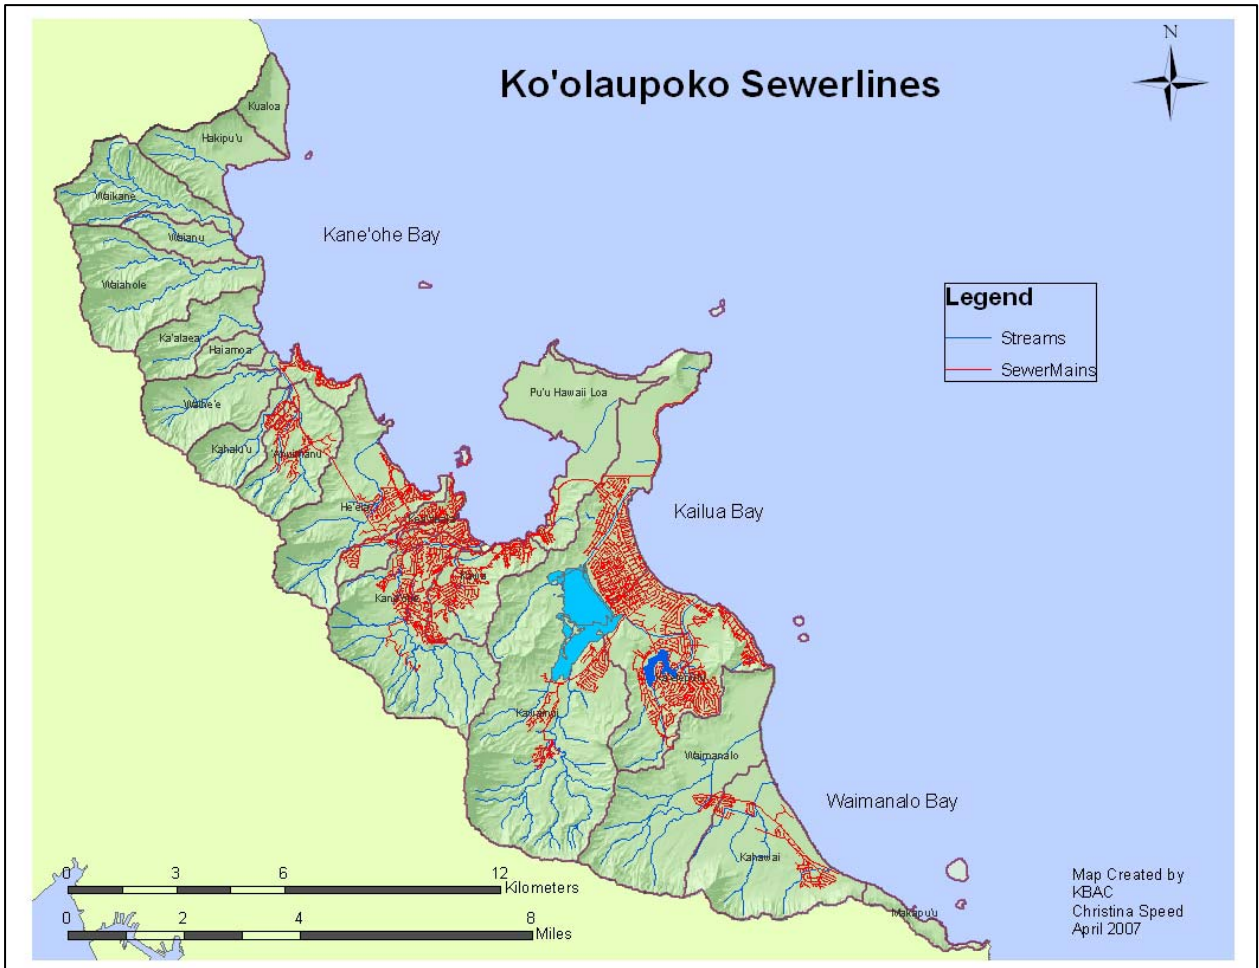 N
Ko'olaupoko Sewerlines
Kualoa
Hakipu'u
Waikane
Kane'ohe Bay
Waianu
Waiahole
Legend
Streams
SewerMains
Ka'alaea
Haiamoa
Pu'u Hawaii Loa
Kahalu'u
Kailua Bay
He'eia
Kane'ohe
Waimanalo
Waimanalo Bay
Kahawai
Makapu'u
0 3 6 12
Kilometers
0 2 4 8
Miles
Map Created by
KBAC
Christina Speed
April 2007